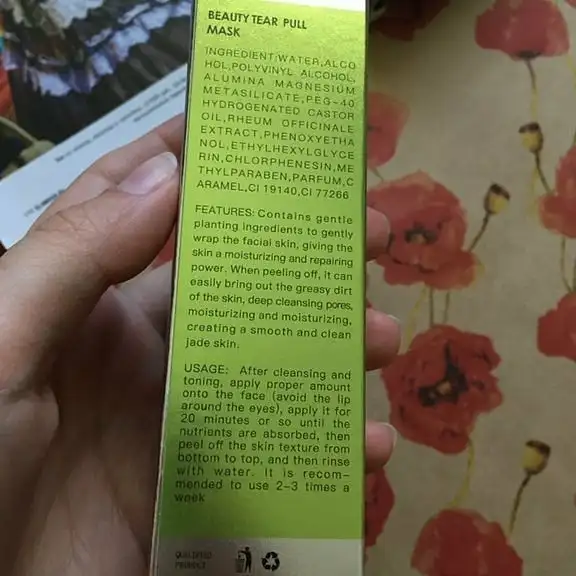 BEAUTY TEAR PULL
MASK
INGREDIENT:WATER,ALCO
HOL,POLYVINYL ALCOHOL,
ALUMINA MAGNESIUM
METASILICATE,PEG-40
HYDROGENATED CASTOR
OIL,RHEUM OFFICINALE
EXTRACT,PHENOXYETHA
NOL,ETHYLHEXYLGLYCE
RIN,CHLORPHENESIN,ME
THYLPARABEN,PARFUM,C
ARAMEL,CI 19140,CI 77266
FEATURES: Contains gentle
planting ingredients to gently
wrap the facial skin, giving the
skin a moisturizing and repairing
power. When peeling off, it can
easily bring out the greasy dirt
of the skin, deep cleansing pores,
moisturizing and moisturizing,
creating a smooth and clean
jade skin.
USAGE: After cleansing and
toning, apply proper amount
onto the face (avoid the lip
around the eyes), apply it for
20 minutes or so until the
nutrients are absorbed, then
peel off the skin texture from
bottom to top, and then rinse
with water. It is recom-
mended to use 2-3 times a
week
QUALIFIED
PRODUCT